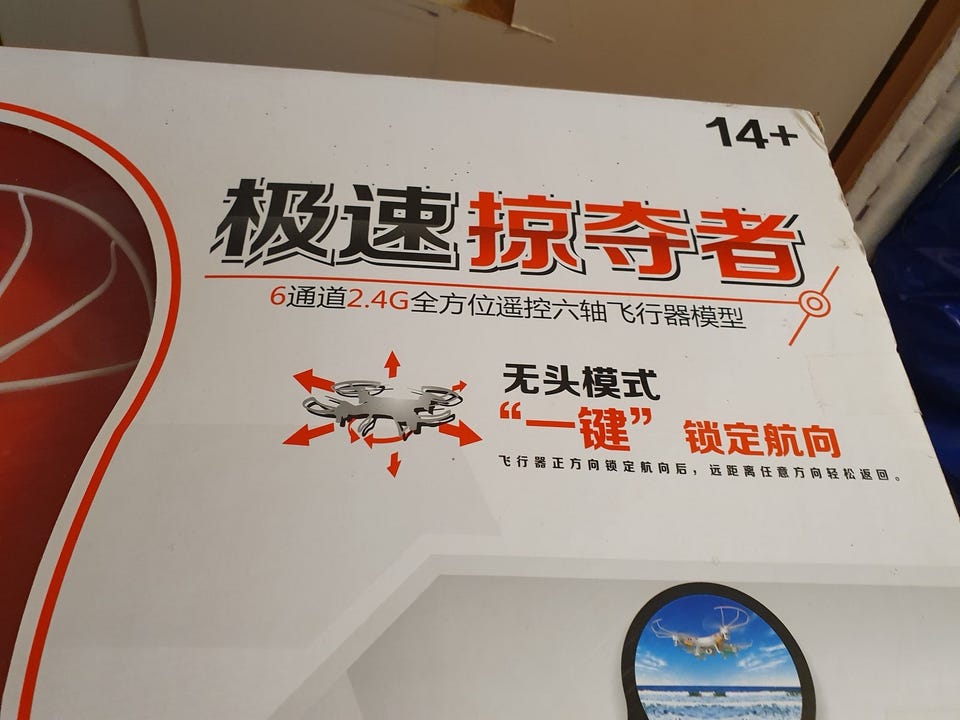 14+
极速掠夺者
6通道2.4G全方位遥控六轴飞行器模型
无头模式
“一键” 锁定航向
飞行器正方向锁定航向后，远距离任意方向轻松返回。